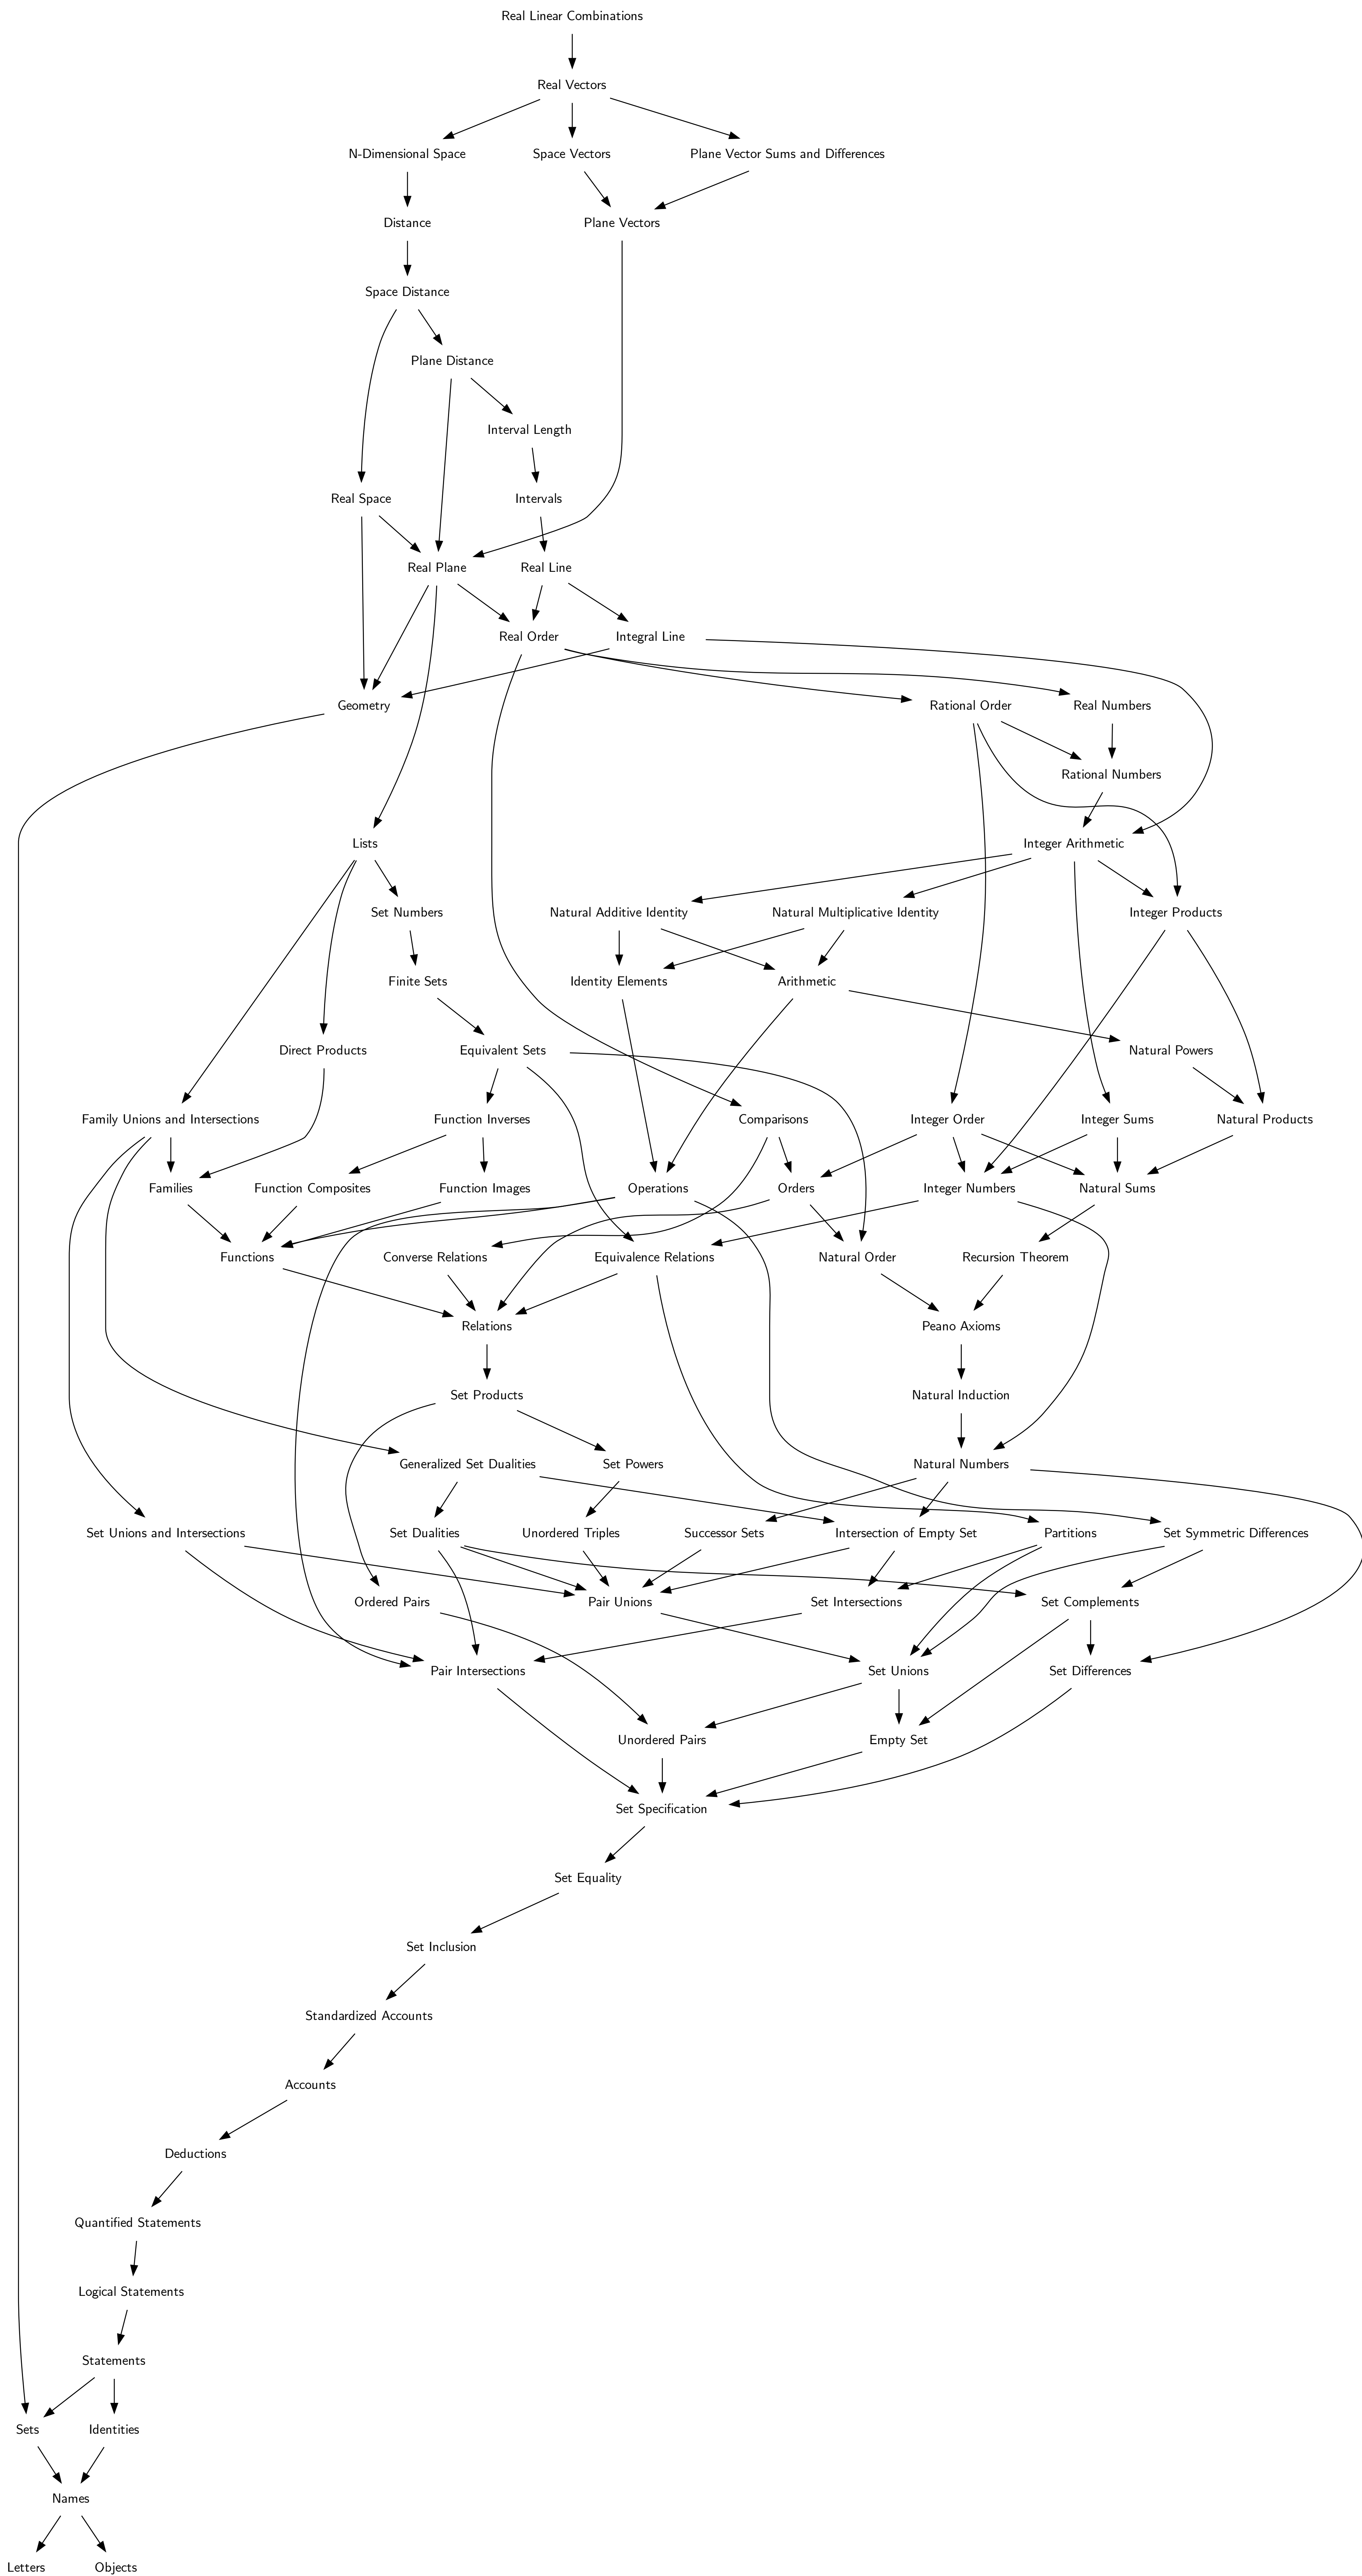 Real Linear Combinations
Real Vectors
N-Dimensional Space
Space Vectors
Plane Vector Sums and Differences
Distance
Plane Vectors
Space Distance
Plane Distance
Interval Length
Real Space
Intervals
Real Plane
Real Line
Real Order
Integral Line
Geometry
Rational Order
Real Numbers
Rational Numbers
Lists
Integer Arithmetic
Set Numbers
Natural Additive Identity
Natural Multiplicative Identity
Integer Products
Finite Sets
Identity Elements
Arithmetic
Direct Products
Equivalent Sets
Natural Powers
Family Unions and Intersections
Function Inverses
Comparisons
Integer Order
Integer Sums
Natural Products
Families
Function Composites
Function Images
Operations
Orders
Integer Numbers
Natural Sums
Functions
Converse Relations
Equivalence Relations
Natural Order
Recursion Theorem
Relations
Peano Axioms
Set Products
Natural Induction
Generalized Set Dualities
Set Powers
Natural Numbers
Set Unions and Intersections
Set Dualities
Unordered Triples
Successor Sets
Intersection of Empty Set
Partitions
Set Symmetric Differences
Ordered Pairs
Pair Unions
Set Intersections
Set Complements
Pair Intersections
Set Unions
Set Differences
Unordered Pairs
Empty Set
Set Specification
Set Equality
Set Inclusion
Standardized Accounts
Accounts
Deductions
Quantified Statements
Logical Statements
Statements
Sets
Identities
Names
Letters
Objects